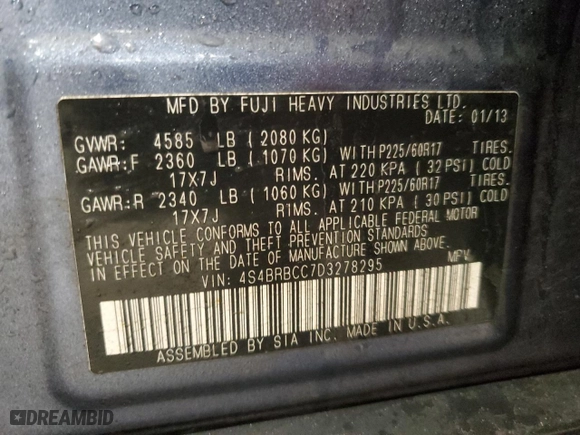 MFD BY FUJI HEAVY INDUSTRIES LTD.
DATE: 01/13
GVWR: 4585 LB ( 2080 KG)
GAWR:F 2360 LB ( 1070 KG) WITH P225/60R17 TIRES.
17X7J RIMS. AT 220 KPA ( 32 PSI) COLD
GAWR:R 2340 LB ( 1060 KG) WITH P225/60R17 TIRES.
17X7J RIMS. AT 210 KPA ( 30 PSI) COLD
THIS VEHICLE CONFORMS TO ALL APPLICABLE FEDERAL MOTOR
VEHICLE SAFETY AND THEFT PREVENTION STANDARDS
IN EFFECT ON THE DATE OF MANUFACTURE SHOWN ABOVE.
VIN: 4S4BRBCC7D3278295 MPV
ASSEMBLED BY SIA INC. MADE IN U.S.A.
DREAMBID